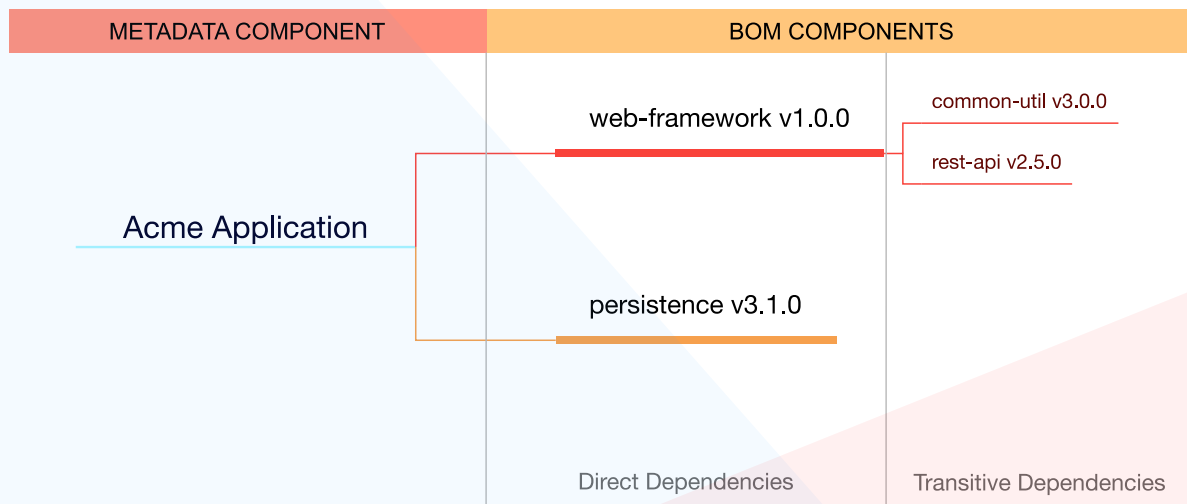 METADATA COMPONENT
BOM COMPONENTS
web-framework v1.0.0
common-util v3.0.0
rest-api v2.5.0
Acme Application
persistence v3.1.0
Direct Dependencies
Transitive Dependencies